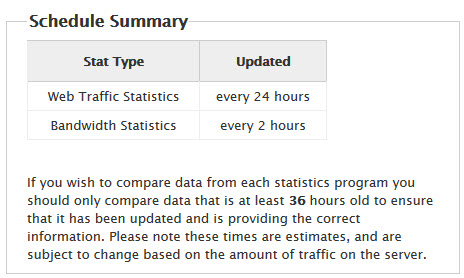 Schedule Summary
Stat Type Updated
Web Traffic Statistics every 24 hours
Bandwidth Statistics every 2 hours
If you wish to compare data from each statistics program you
should only compare data that is at least 36 hours old to ensure
that it has been updated and is providing the correct
information. Please note these times are estimates, and are
subject to change based on the amount of traffic on the server.